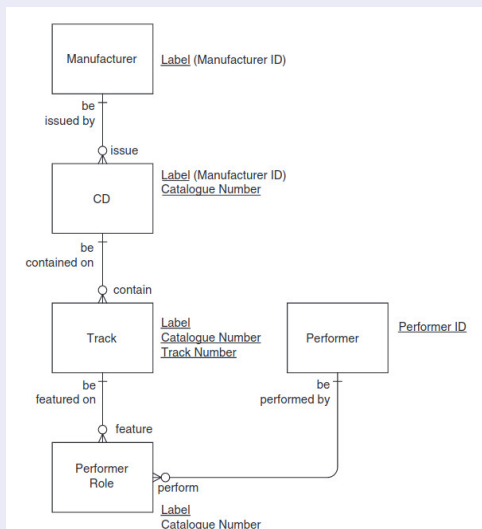 Manufacturer
Label (Manufacturer ID)
be
issued by
issue
CD
Label (Manufacturer ID)
Catalogue Number
be
contained on
contain
Track
Label
Catalogue Number
Track Number
Performer
Performer ID
be
featured on
feature
be
performed by
Performer
Role
perform
Label
Catalogue Number